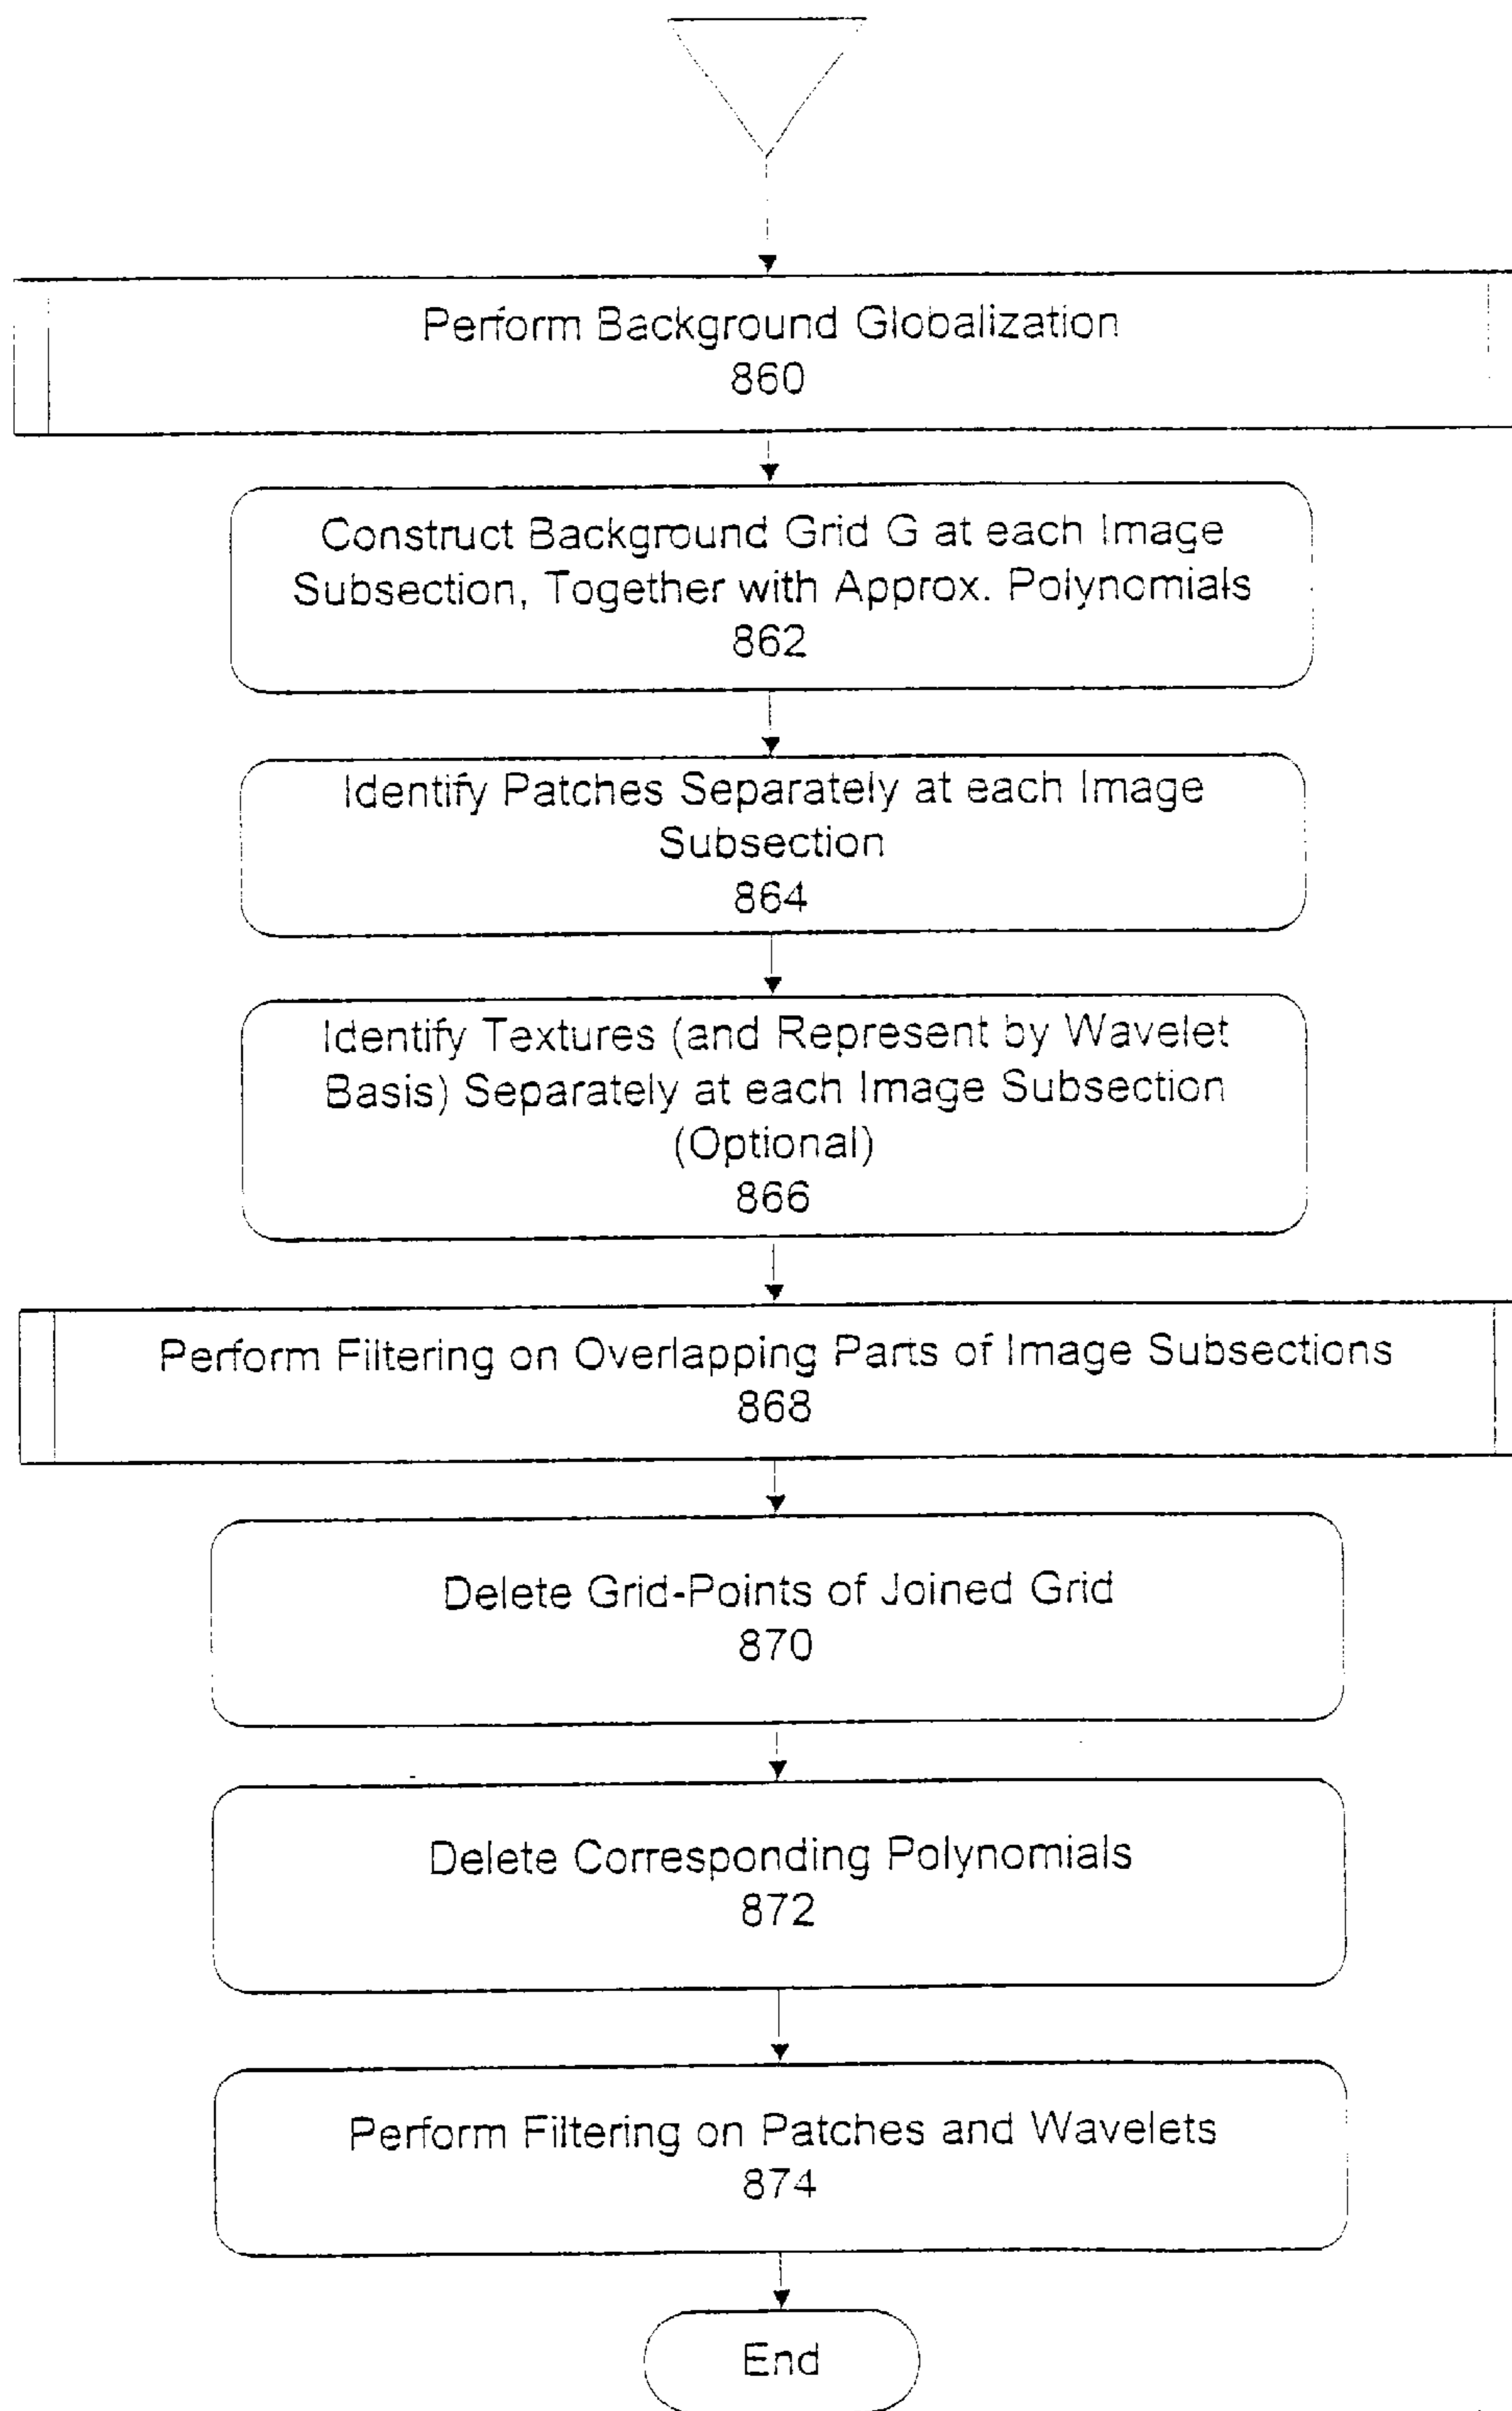 Perform Background Globalization
860
Construct Background Grid G at each Image
Subsection, Together with Approx. Polynomials
862
Identify Patches Separately at each Image
Subsection
864
Identify Textures (and Represent by Wavelet
Basis) Separately at each Image Subsection
(Optional)
866
Perform Filtering on Overlapping Parts of Image Subsections
868
Delete Grid-Points of Joined Grid
870
Delete Corresponding Polynomials
872
Perform Filtering on Patches and Wavelets
874
End